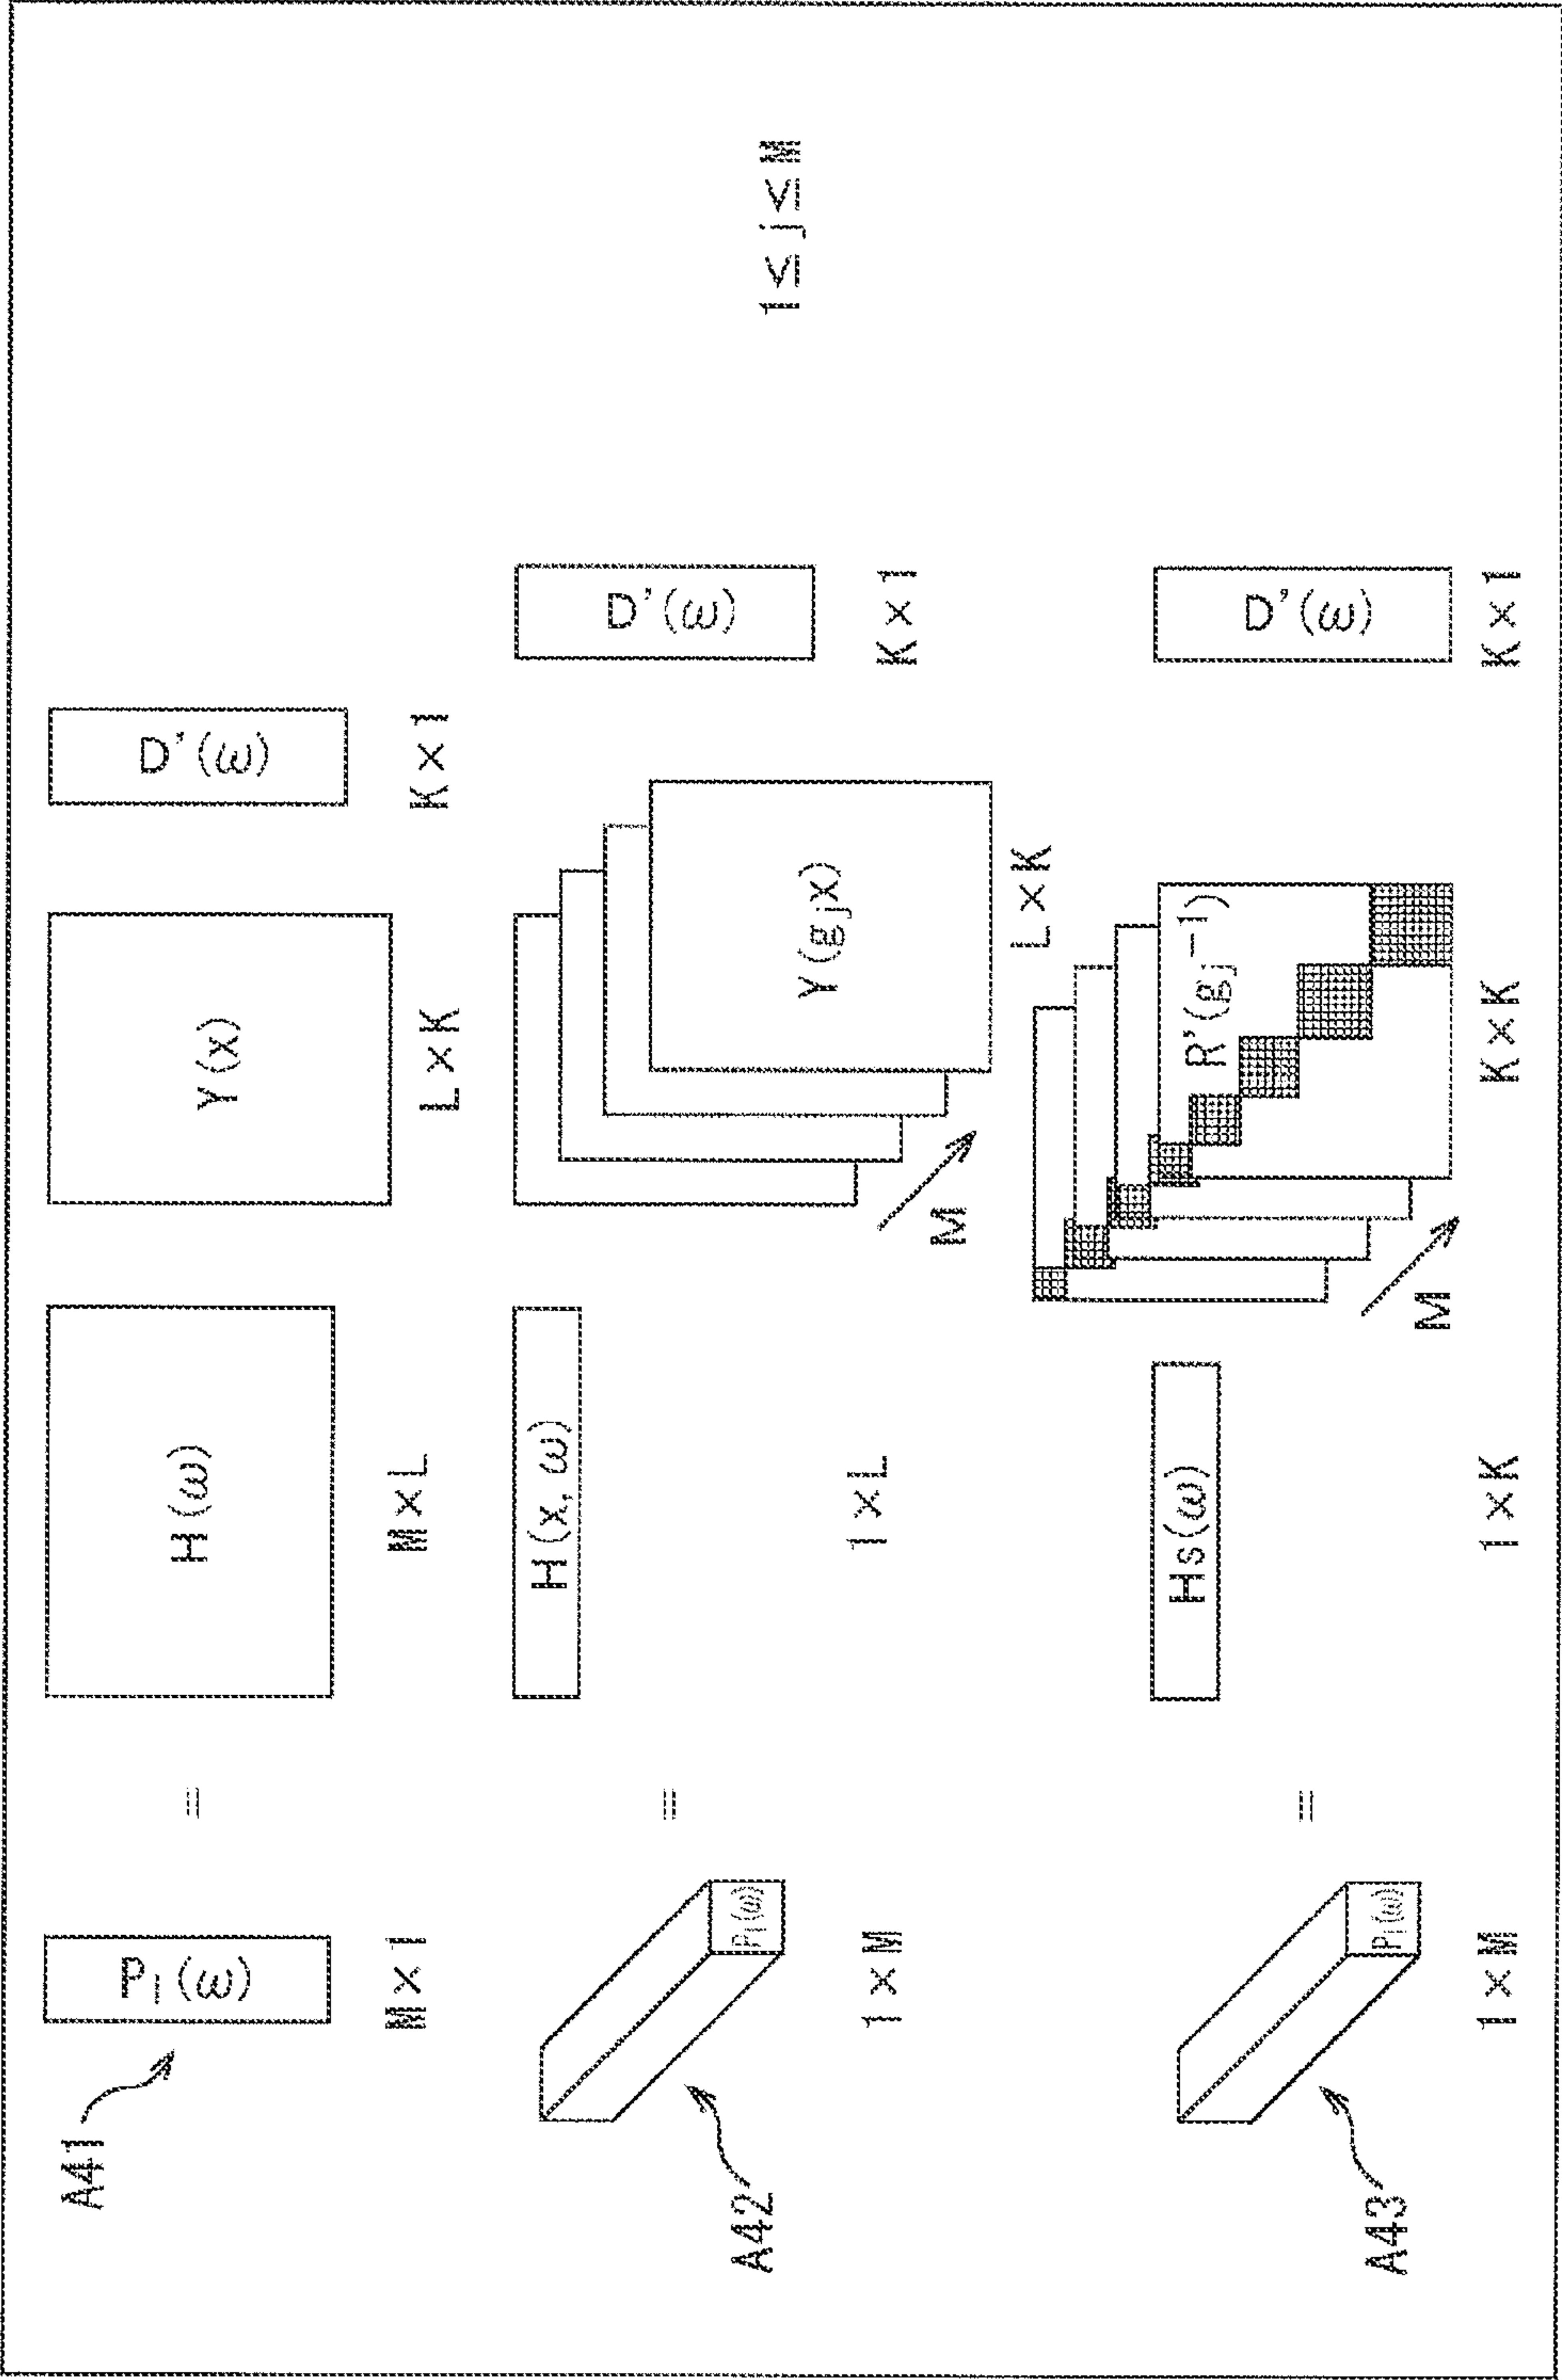 A41
P_l(ω) = H(ω) Y(x) D'(ω)
M×1 M×L L×K K×1
A42
P_l(ω) = H(x, ω) Y(g_j x) D'(ω)
M
1×M 1×L L×K K×1
1≤j≤M
A43
P_l(ω) = Hs(ω) R'(g_j⁻¹) D'(ω)
M
1×M 1×K K×K K×1